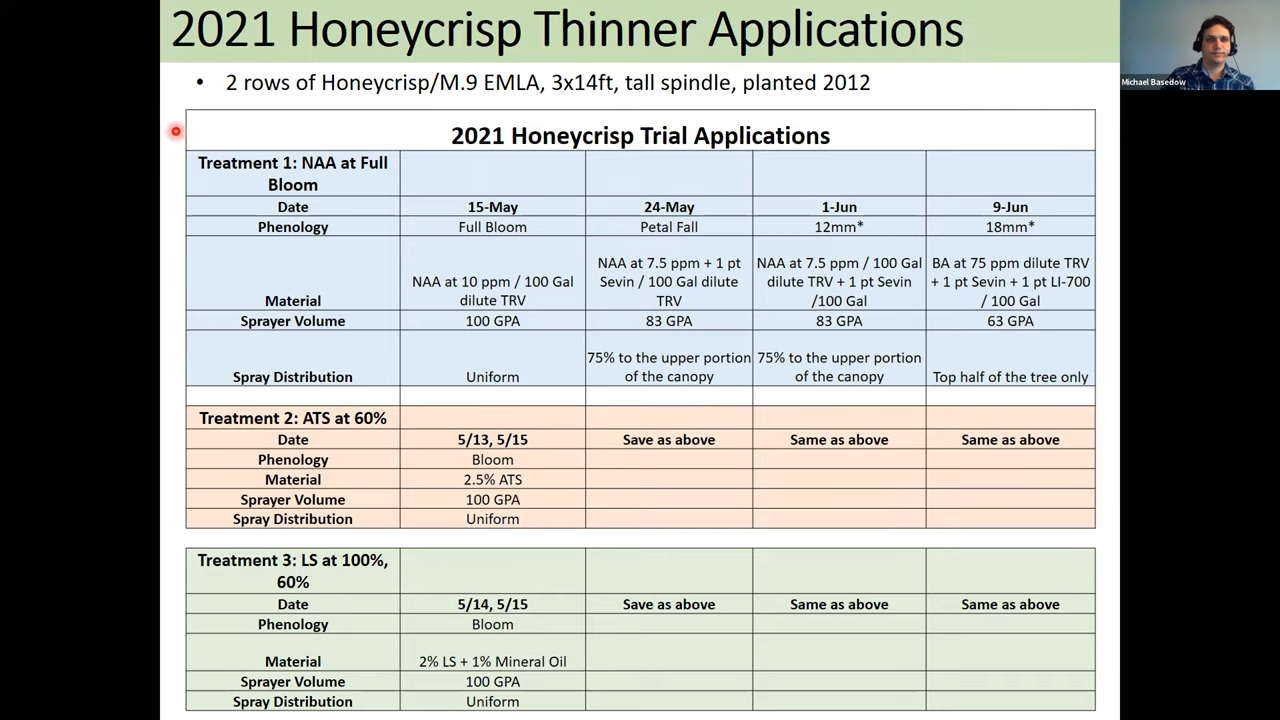 2021 Honeycrisp Thinner Applications
• 2 rows of Honeycrisp/M.9 EMLA, 3x14ft, tall spindle, planted 2012
Michael Basedow
2021 Honeycrisp Trial Applications
Treatment 1: NAA at Full
Bloom
Date 15-May 24-May 1-Jun 9-Jun
Phenology Full Bloom Petal Fall 12mm* 18mm*
Material NAA at 10 ppm / 100 Gal
dilute TRV
NAA at 7.5 ppm + 1 pt
Sevin / 100 Gal dilute
TRV
NAA at 7.5 ppm / 100 Gal
dilute TRV + 1 pt Sevin
/100 Gal
BA at 75 ppm dilute TRV
+ 1 pt Sevin + 1 pt LI-700
/ 100 Gal
Sprayer Volume 100 GPA 83 GPA 83 GPA 63 GPA
Spray Distribution Uniform
75% to the upper portion
of the canopy
75% to the upper portion
of the canopy
Top half of the tree only
Treatment 2: ATS at 60%
Date 5/13, 5/15 Save as above Same as above Same as above
Phenology Bloom
Material 2.5% ATS
Sprayer Volume 100 GPA
Spray Distribution Uniform
Treatment 3: LS at 100%,
60%
Date 5/14, 5/15 Save as above Same as above Same as above
Phenology Bloom
Material 2% LS + 1% Mineral Oil
Sprayer Volume 100 GPA
Spray Distribution Uniform